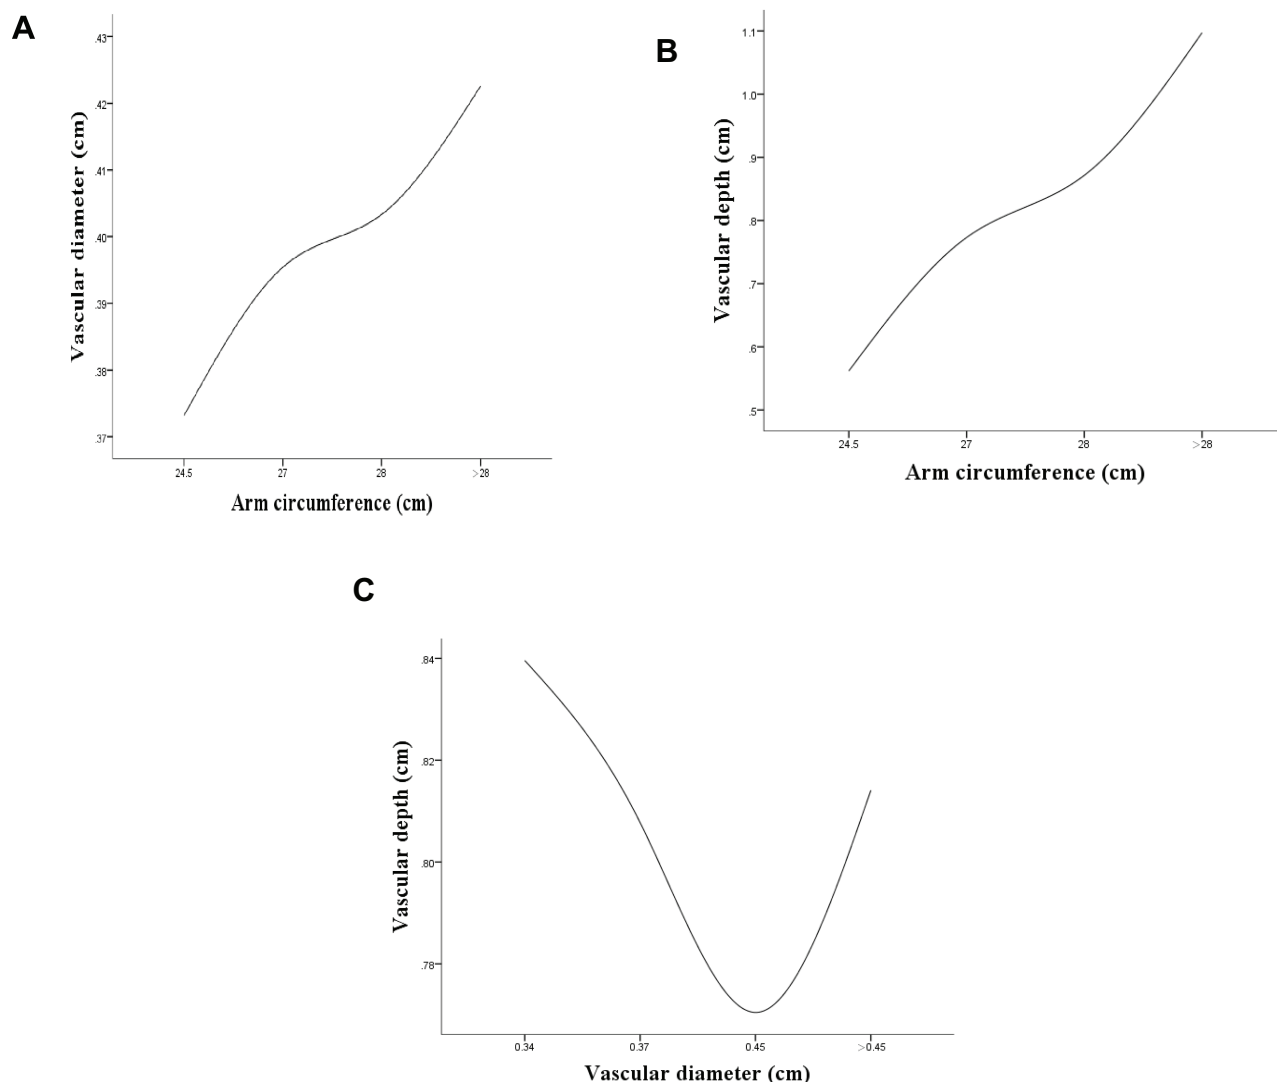 A
Vascular diameter (cm)
.43
.42
.41
.40
.39
.38
.37
24.5 27 28 >28
Arm circumference (cm)
B
Vascular depth (cm)
1.1
1.0
.9
.8
.7
.6
.5
24.5 27 28 >28
Arm circumference (cm)
C
Vascular depth (cm)
.84
.82
.80
.78
0.34 0.37 0.45 >0.45
Vascular diameter (cm)